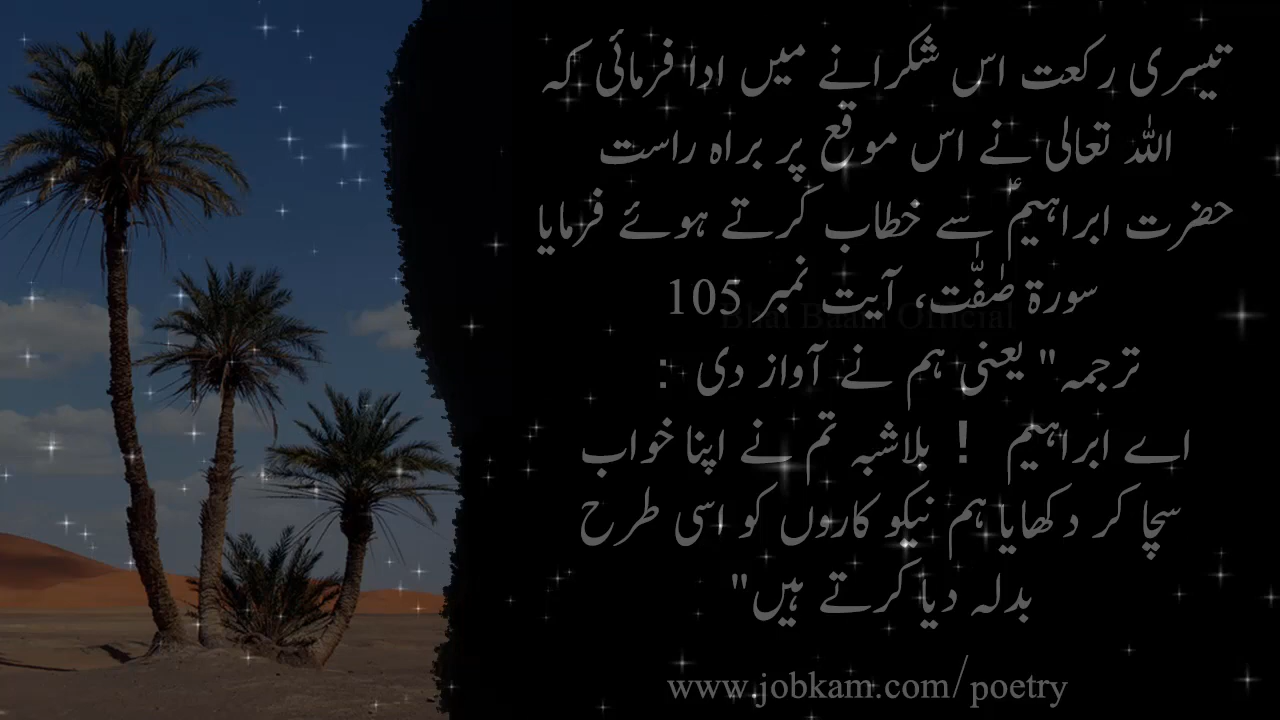 تیسری رکعت اس شکرانے میں ادا فرمائی کہ
اللہ تعالی نے اس موقع پر براہ راست
حضرت ابراہیمؑ سے خطاب کرتے ہوئے فرمایا
سورۃ صٰفّٰت، آیت نمبر 105
Bhai Baani Official
ترجمہ" یعنی ہم نے آواز دی :
اے ابراہیم ! بلاشبہ تم نے اپنا خواب
سچا کر دکھایا ہم نیکو کاروں کو اسی طرح
بدلہ دیا کرتے ہیں"
www.jobkam.com/poetry